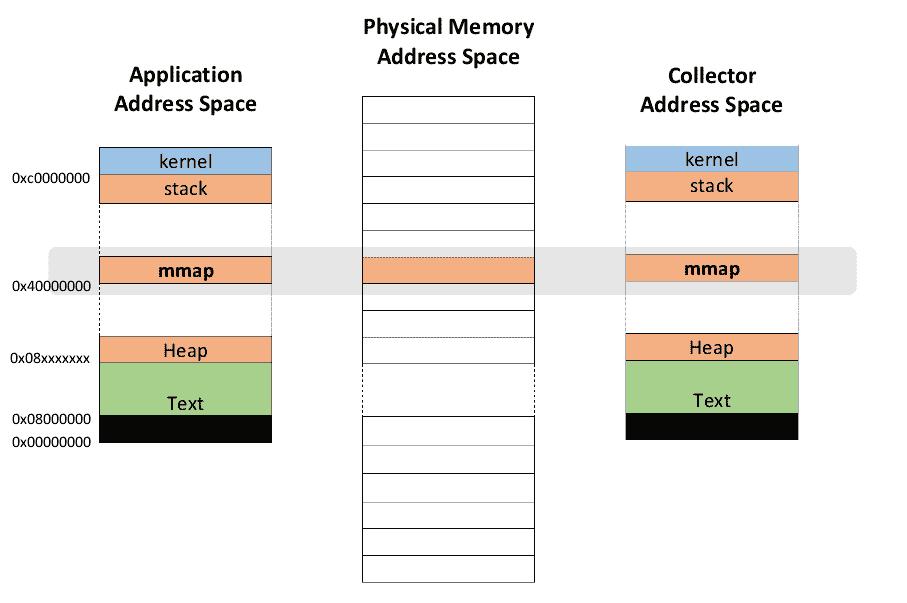 Physical Memory
Address Space
Application
Address Space
Collector
Address Space
kernel
0xc0000000
stack
mmap
0x40000000
Heap
0x08xxxxxxx
Text
0x08000000
0x00000000
kernel
stack
mmap
Heap
Text